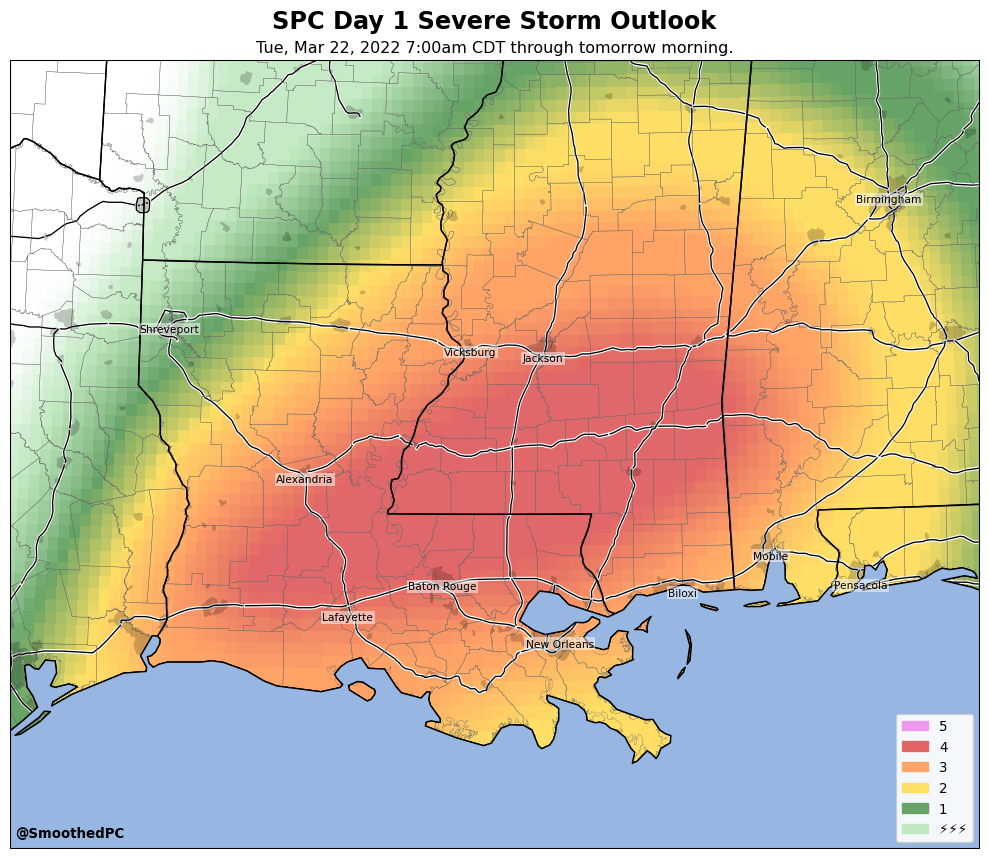 SPC Day 1 Severe Storm Outlook
Tue, Mar 22, 2022 7:00am CDT through tomorrow morning.
Birmingham
Shreveport
Vicksburg
Jackson
Alexandria
Mobile
Baton Rouge
Pensacola
Biloxi
Lafayette
New Orleans
5
4
3
2
1
⚡⚡⚡
@SmoothedPC